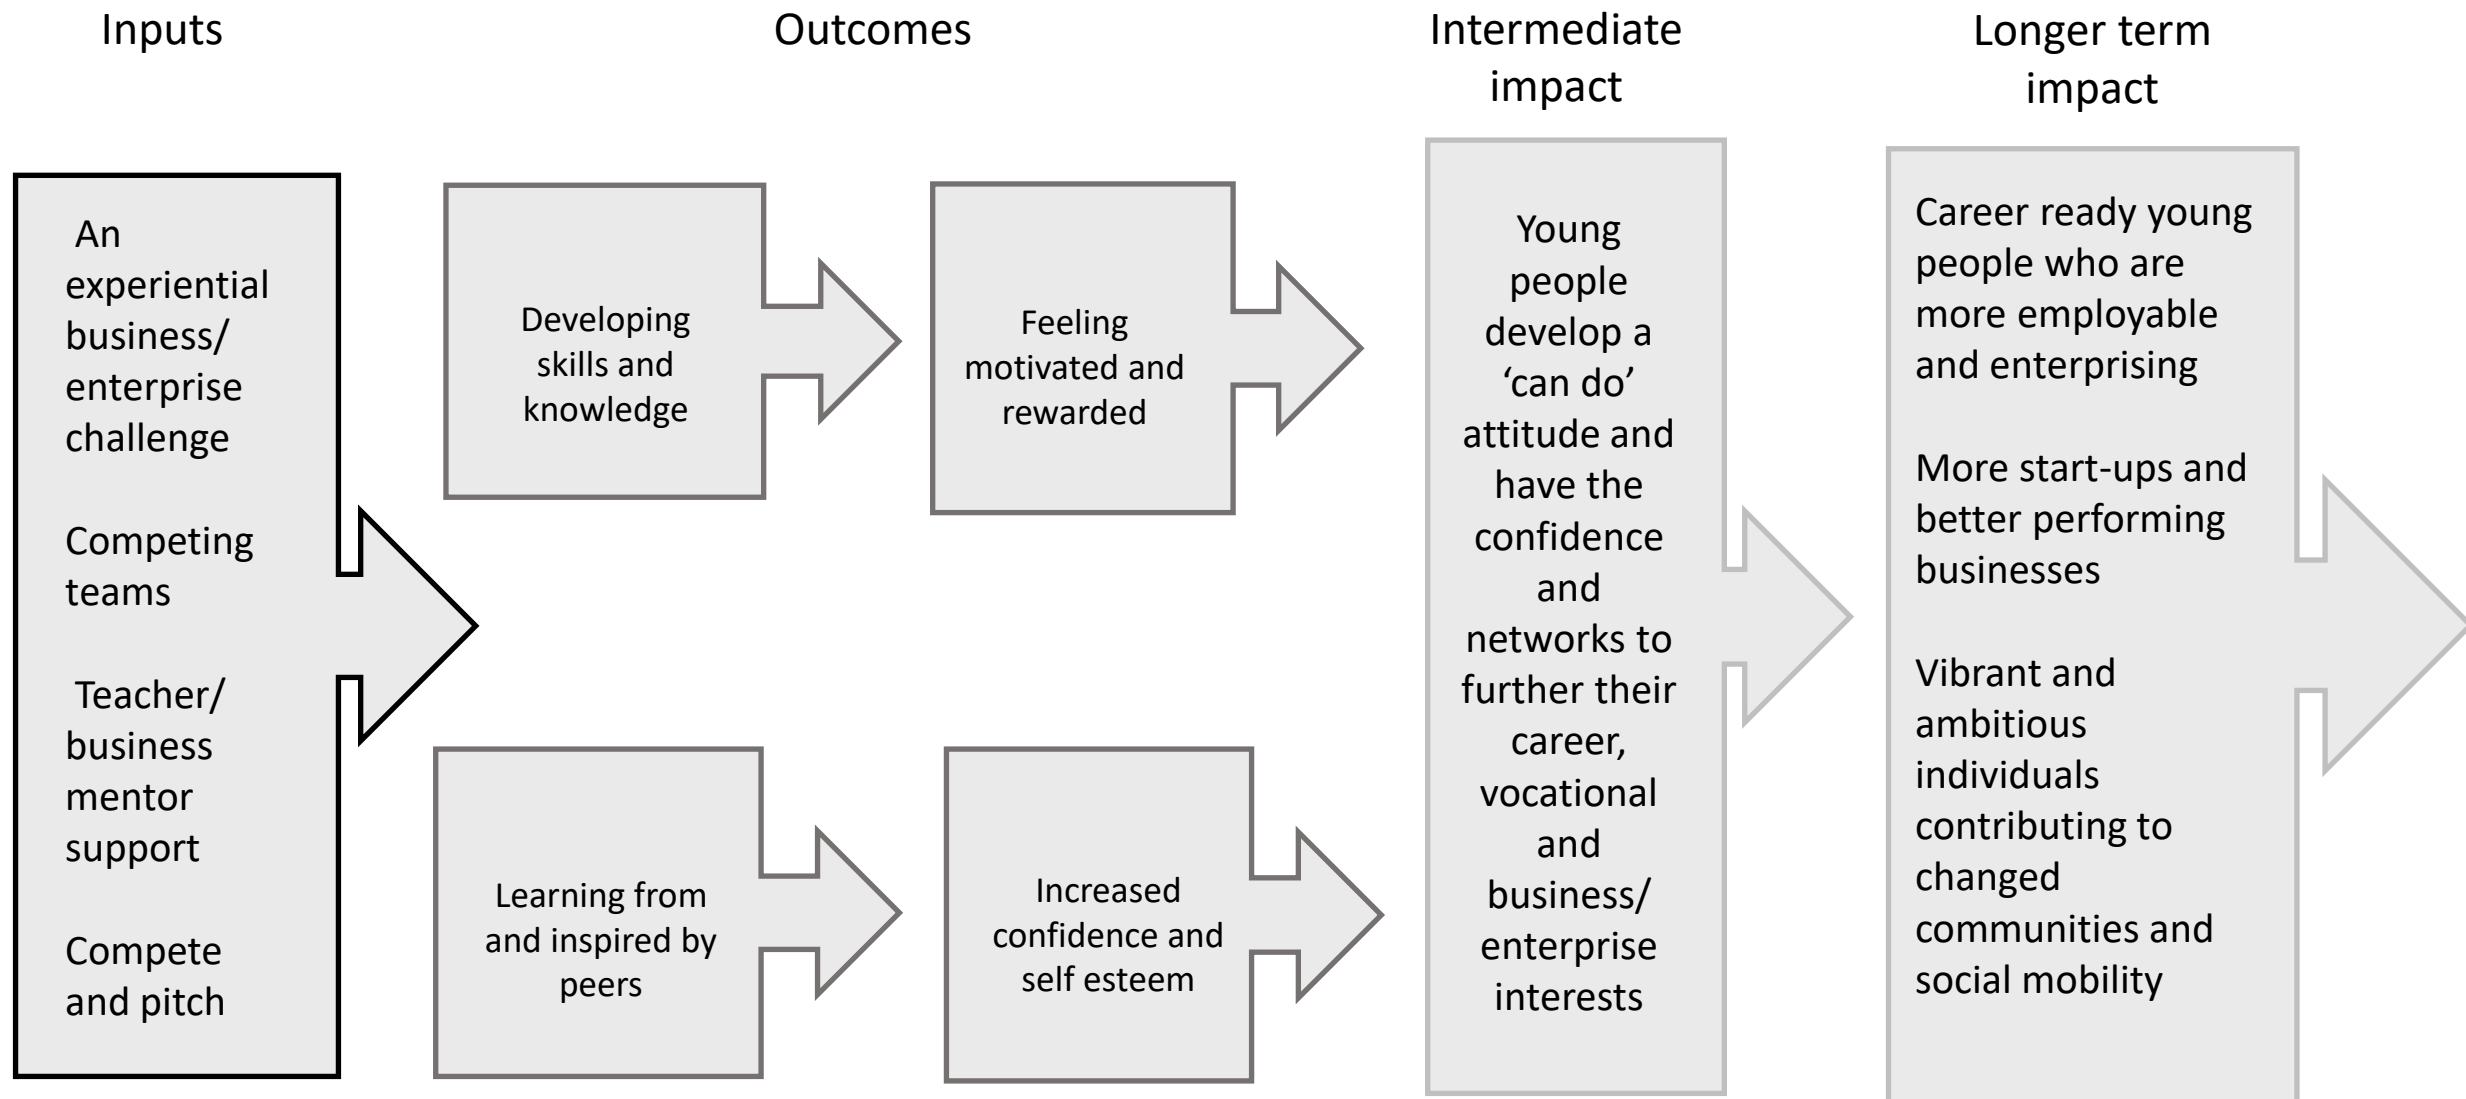 Inputs
Outcomes
Intermediate
impact
Longer term
impact
An
experiential
business/
enterprise
challenge
Competing
teams
Teacher/
business
mentor
support
Compete
and pitch
Developing
skills and
knowledge
Feeling
motivated and
rewarded
Learning from
and inspired by
peers
Increased
confidence and
self esteem
Young
people
develop a
‘can do’
attitude and
have the
confidence
and
networks to
further their
career,
vocational
and
business/
enterprise
interests
Career ready young
people who are
more employable
and enterprising
More start-ups and
better performing
businesses
Vibrant and
ambitious
individuals
contributing to
changed
communities and
social mobility